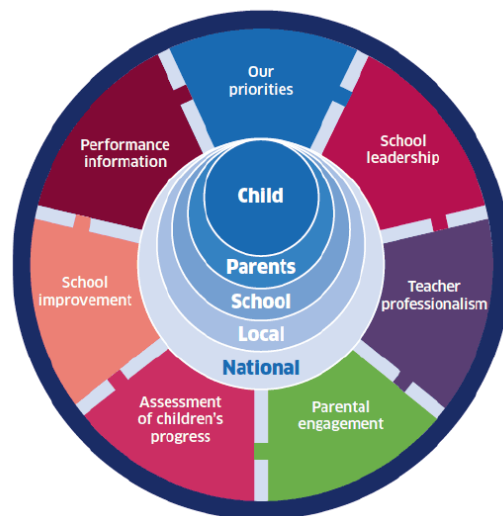 Our
priorities
School
leadership
Teacher
professionalism
Parental
engagement
Assessment
of children's
progress
School
improvement
Performance
information
Child
Parents
School
Local
National